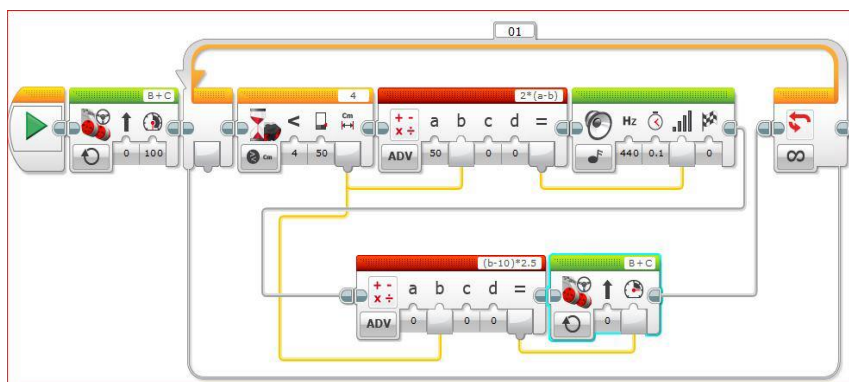 01
B+C
4
2*(a-b)
Cm
Hz
a b c d =
0 100
Cm
4 50
ADV
50 0 0
440 0.1 0
(b-10)*2.5
B+C
a b c d =
ADV
0 0 0
0